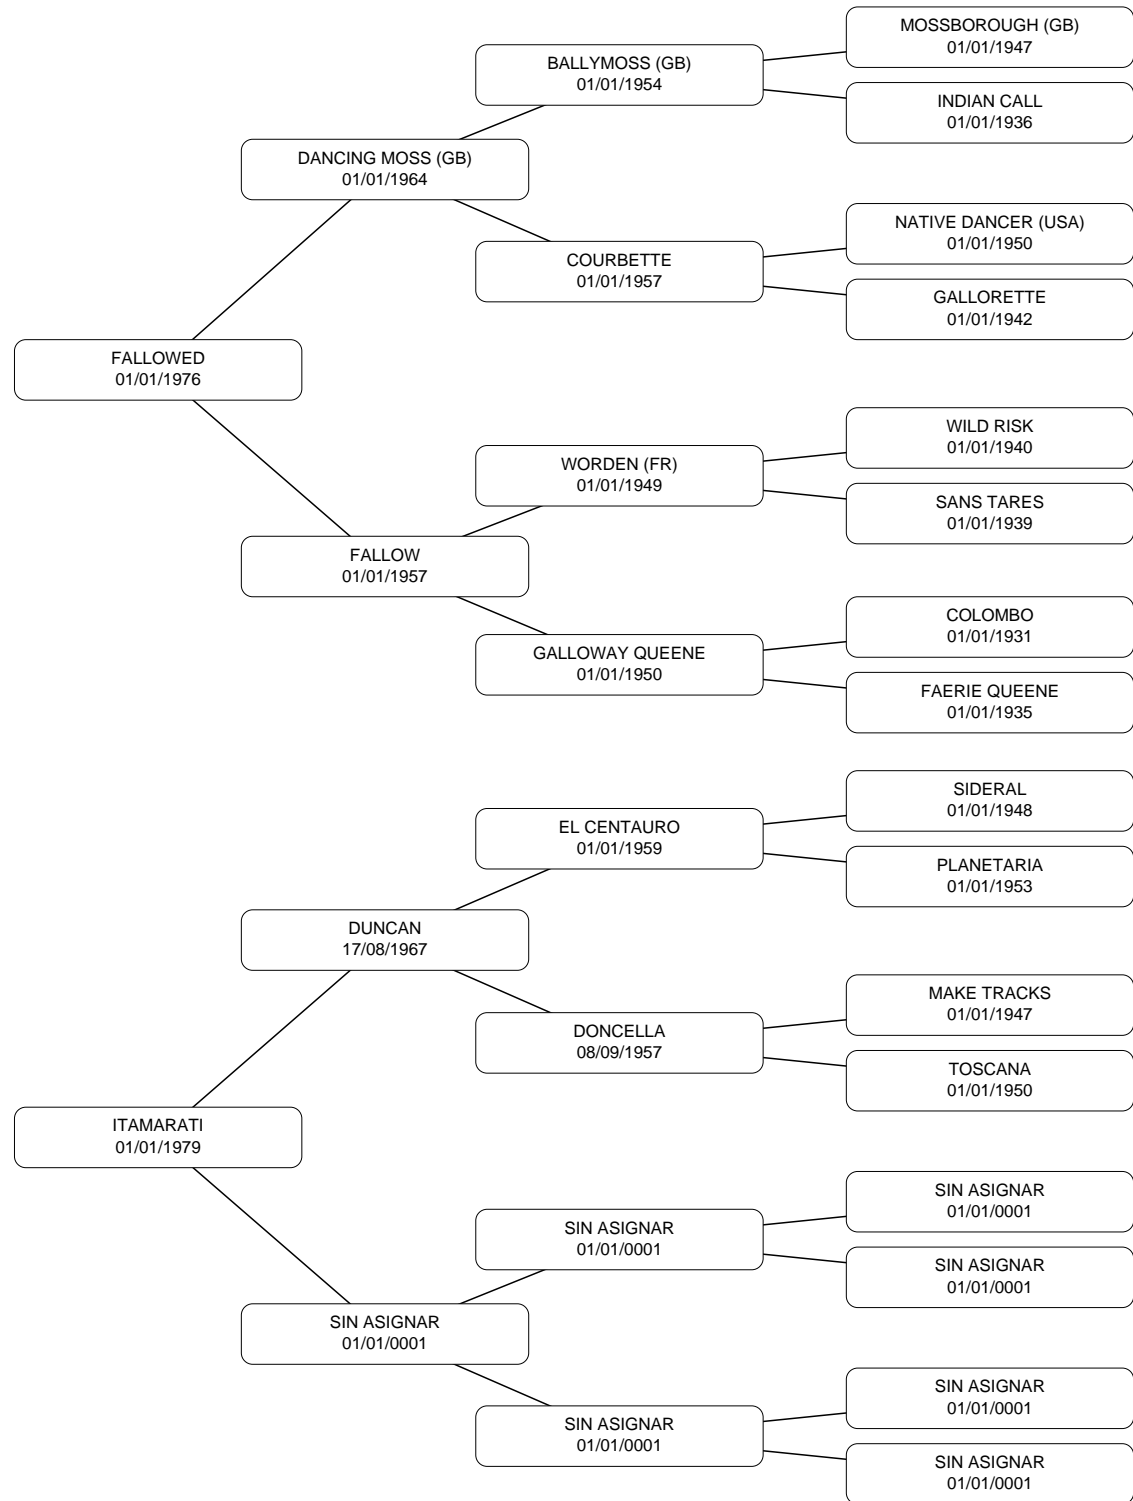 MOSSBOROUGH (GB)
01/01/1947
BALLYMOSS (GB)
01/01/1954
INDIAN CALL
01/01/1936
DANCING MOSS (GB)
01/01/1964
NATIVE DANCER (USA)
01/01/1950
COURBETTE
01/01/1957
GALLORETTE
01/01/1942
FALLOWED
01/01/1976
WILD RISK
01/01/1940
WORDEN (FR)
01/01/1949
SANS TARES
01/01/1939
FALLOW
01/01/1957
COLOMBO
01/01/1931
GALLOWAY QUEENE
01/01/1950
FAERIE QUEENE
01/01/1935
SIDERAL
01/01/1948
EL CENTAURO
01/01/1959
PLANETARIA
01/01/1953
DUNCAN
17/08/1967
MAKE TRACKS
01/01/1947
DONCELLA
08/09/1957
TOSCANA
01/01/1950
ITAMARATI
01/01/1979
SIN ASIGNAR
01/01/0001
SIN ASIGNAR
01/01/0001
SIN ASIGNAR
01/01/0001
SIN ASIGNAR
01/01/0001
SIN ASIGNAR
01/01/0001
SIN ASIGNAR
01/01/0001
SIN ASIGNAR
01/01/0001